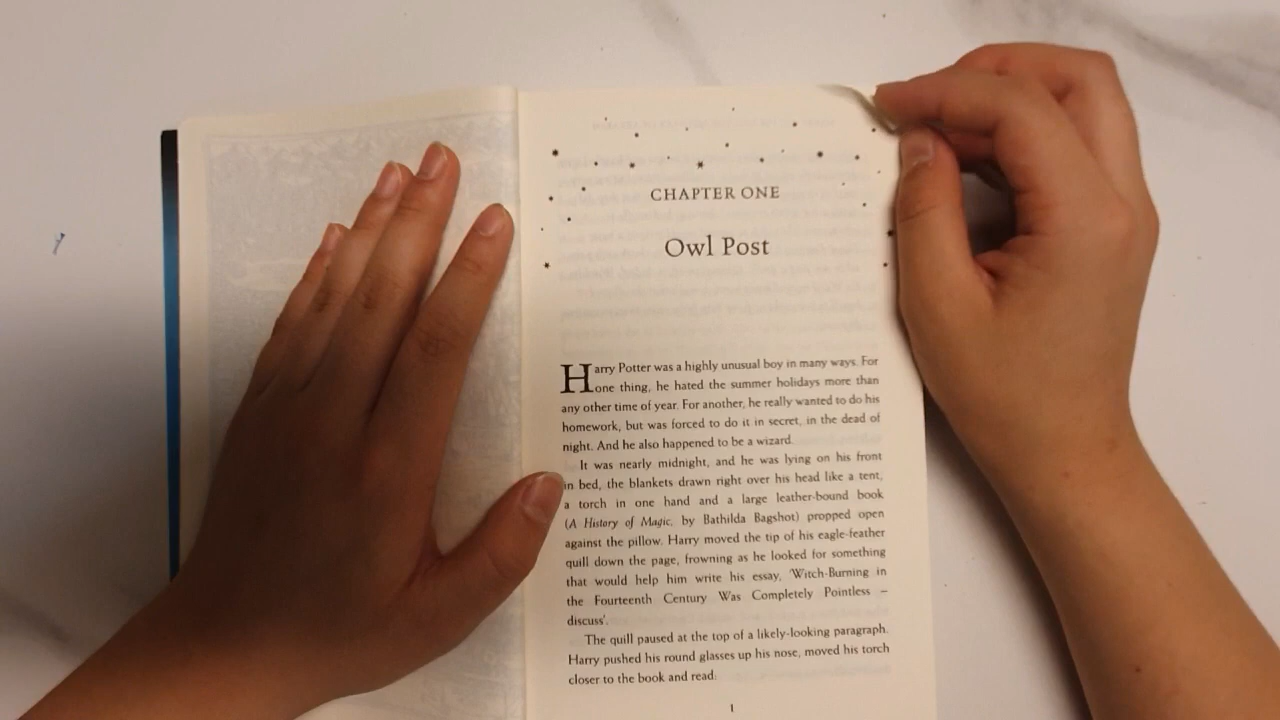 CHAPTER ONE
Owl Post
Harry Potter was a highly unusual boy in many ways. For
one thing, he hated the summer holidays more than
any other time of year. For another, he really wanted to do his
homework, but was forced to do it in secret, in the dead of
night. And he also happened to be a wizard.
It was nearly midnight, and he was lying on his front
in bed, the blankets drawn right over his head like a tent,
a torch in one hand and a large leather-bound book
(A History of Magic, by Bathilda Bagshot) propped open
against the pillow. Harry moved the tip of his eagle-feather
quill down the page, frowning as he looked for something
that would help him write his essay, ‘Witch-Burning in
the Fourteenth Century Was Completely Pointless –
discuss’.
The quill paused at the top of a likely-looking paragraph.
Harry pushed his round glasses up his nose, moved his torch
closer to the book and read:
1